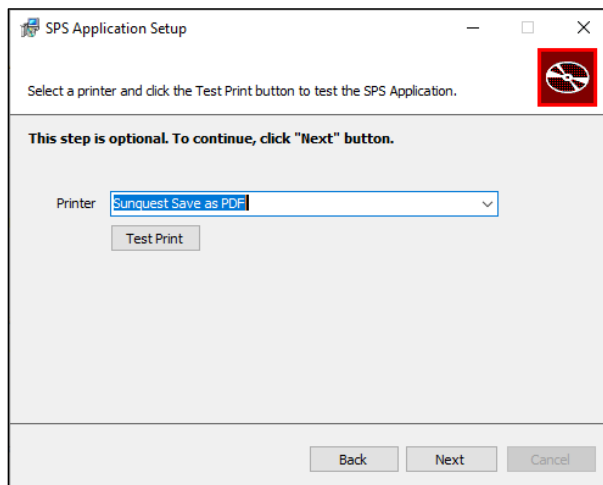 SPS Application Setup
Select a printer and click the Test Print button to test the SPS Application.
This step is optional. To continue, click "Next" button.
Printer Sunquest Save as PDF
Test Print
Back Next Cancel